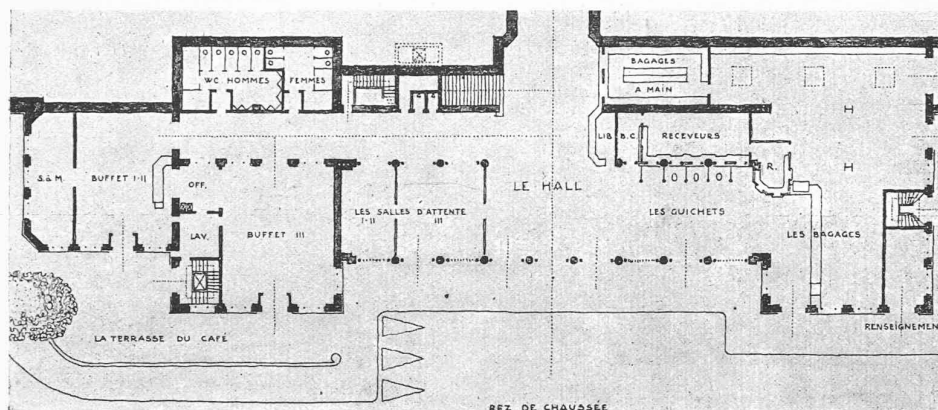 BAGAGES
A MAIN
WC. HOMMES
FEMMES
LIB.
B.C.
RECEVEURS
H
H
S.à M.
BUFFET I-II
OFF.
R.
LE HALL
LES SALLES D'ATTENTE
I-II
III
LES GUICHETS
LAV.
BUFFET III
LES BAGAGES
RENSEIGNEMEN
LA TERRASSE DU CAFÉ
REZ DE CHAUSSÉE